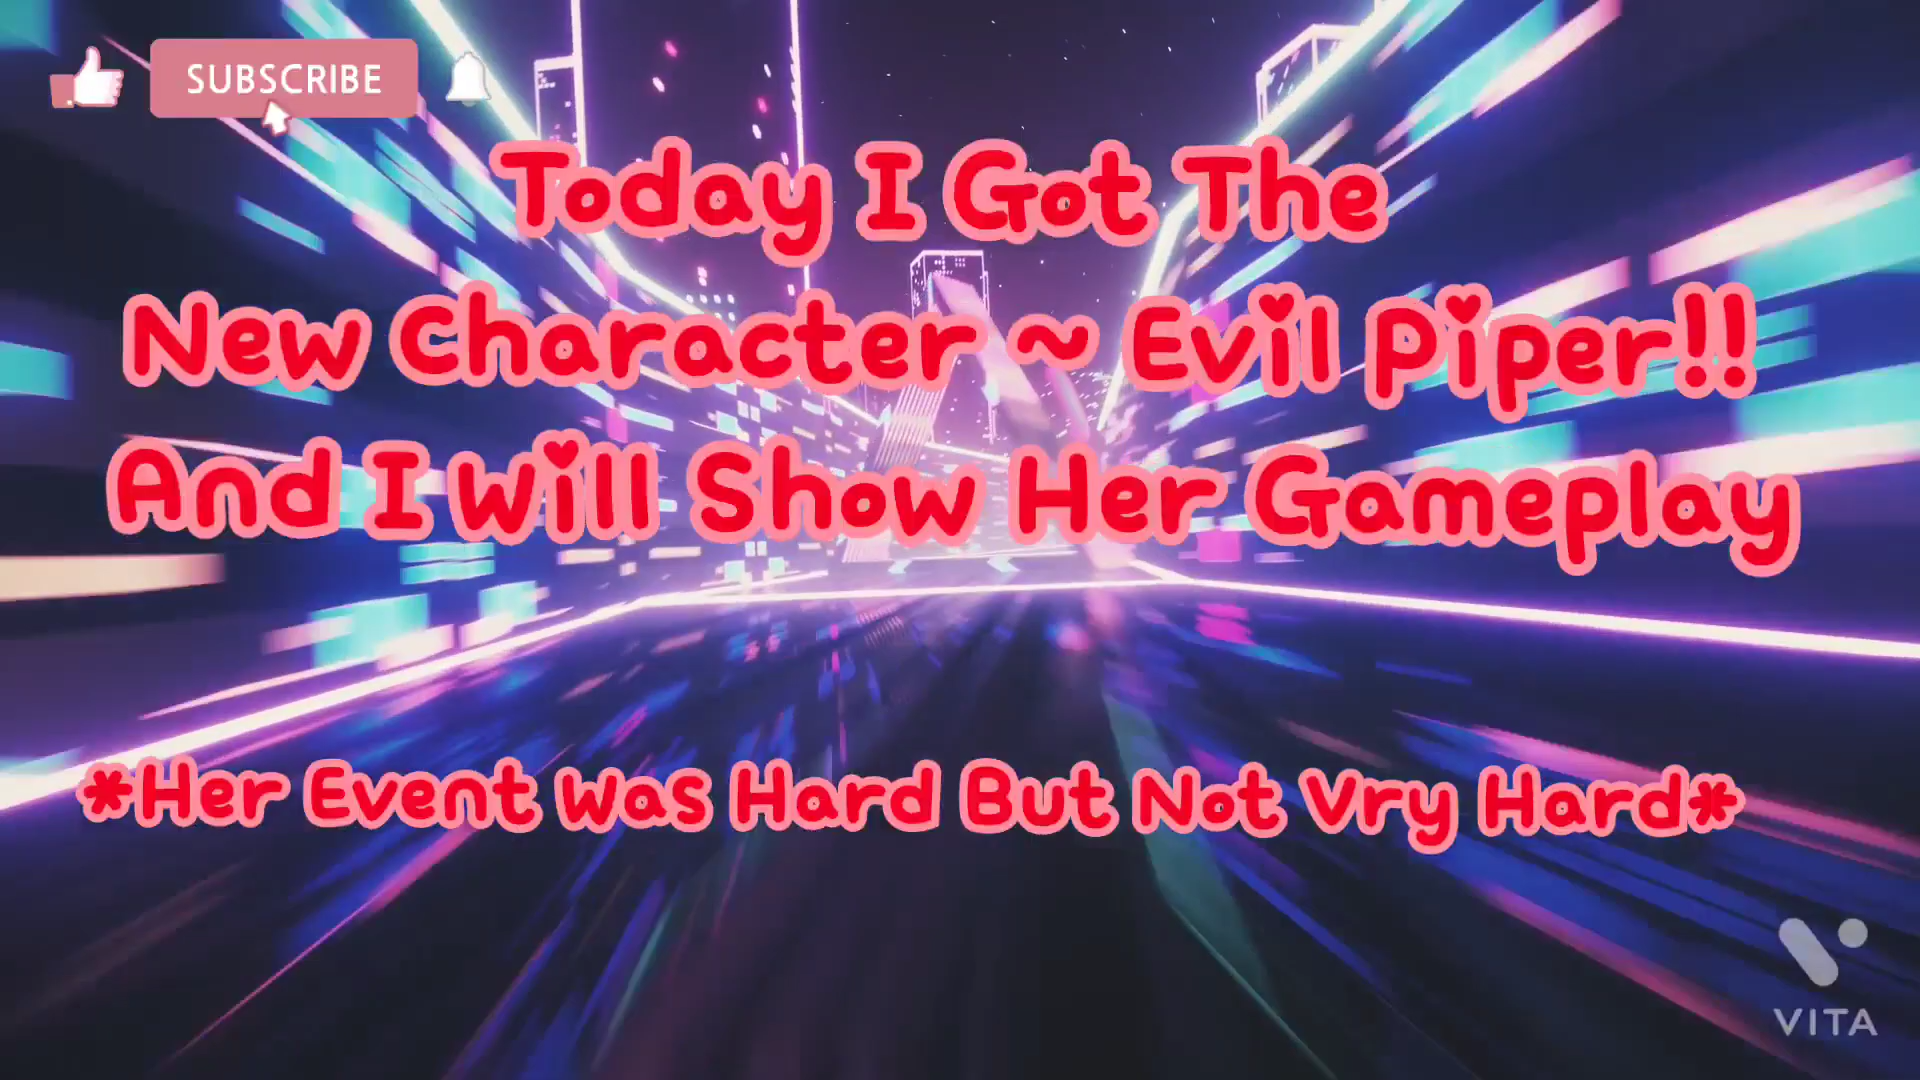 SUBSCRIBE
Today I Got The
New Character ~ Evil Piper!!
And I Will Show Her Gameplay
*Her Event Was Hard But Not Vry Hard*
VITA